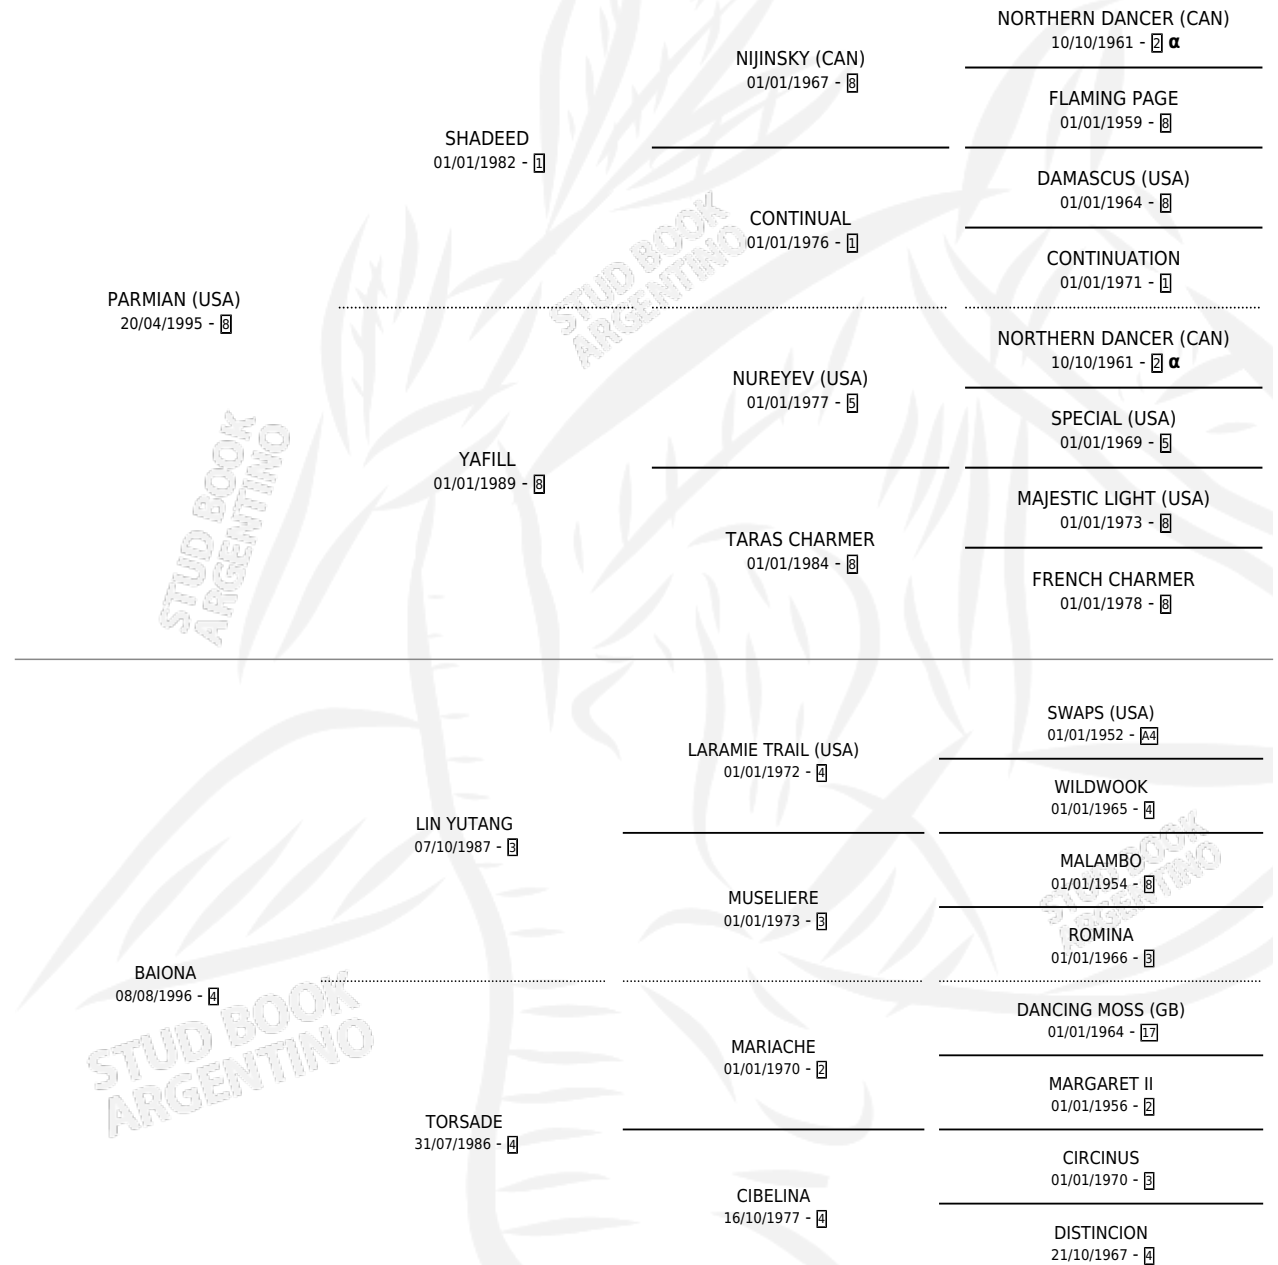 NORTHERN DANCER (CAN)
10/10/1961 - 2 α
NIJINSKY (CAN)
01/01/1967 - 8
FLAMING PAGE
01/01/1959 - 8
SHADEED
01/01/1982 - 1
DAMASCUS (USA)
01/01/1964 - 8
CONTINUAL
01/01/1976 - 1
CONTINUATION
01/01/1971 - 1
PARMIAN (USA)
20/04/1995 - 8
NORTHERN DANCER (CAN)
10/10/1961 - 2 α
NUREYEV (USA)
01/01/1977 - 5
SPECIAL (USA)
01/01/1969 - 5
YAFILL
01/01/1989 - 8
MAJESTIC LIGHT (USA)
01/01/1973 - 8
TARAS CHARMER
01/01/1984 - 8
FRENCH CHARMER
01/01/1978 - 8
SWAPS (USA)
01/01/1952 - A4
LARAMIE TRAIL (USA)
01/01/1972 - 4
WILDWOOK
01/01/1965 - 4
LIN YUTANG
07/10/1987 - 3
MALAMBO
01/01/1954 - 8
MUSELIERE
01/01/1973 - 3
ROMINA
01/01/1966 - 3
BAIONA
08/08/1996 - 4
DANCING MOSS (GB)
01/01/1964 - 17
MARIACHE
01/01/1970 - 2
MARGARET II
01/01/1956 - 2
TORSADE
31/07/1986 - 4
CIRCINUS
01/01/1970 - 3
CIBELINA
16/10/1977 - 4
DISTINCION
21/10/1967 - 4
STUD BOOK
ARGENTINO
STUD BOOK
ARGENTINO
STUD BOOK
ARGENTINO
STUD BOOK
ARGENTINO